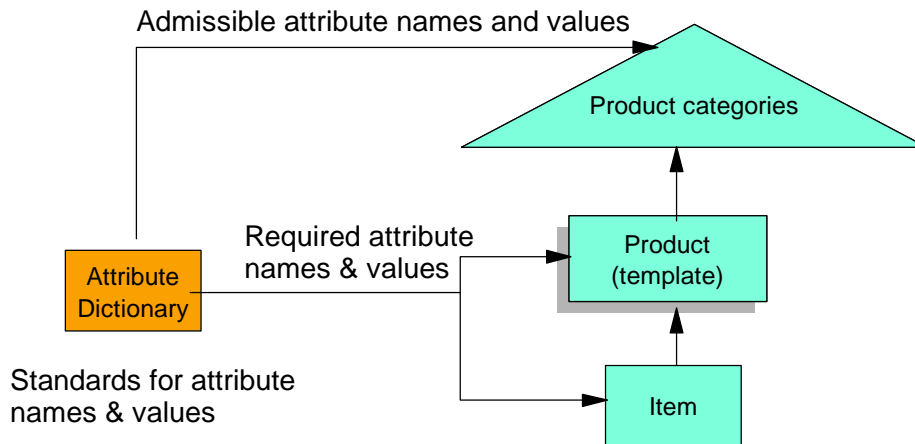 Admissible attribute names and values
Product categories
Required attribute
names & values
Product
(template)
Attribute
Dictionary
Standards for attribute
names & values
Item